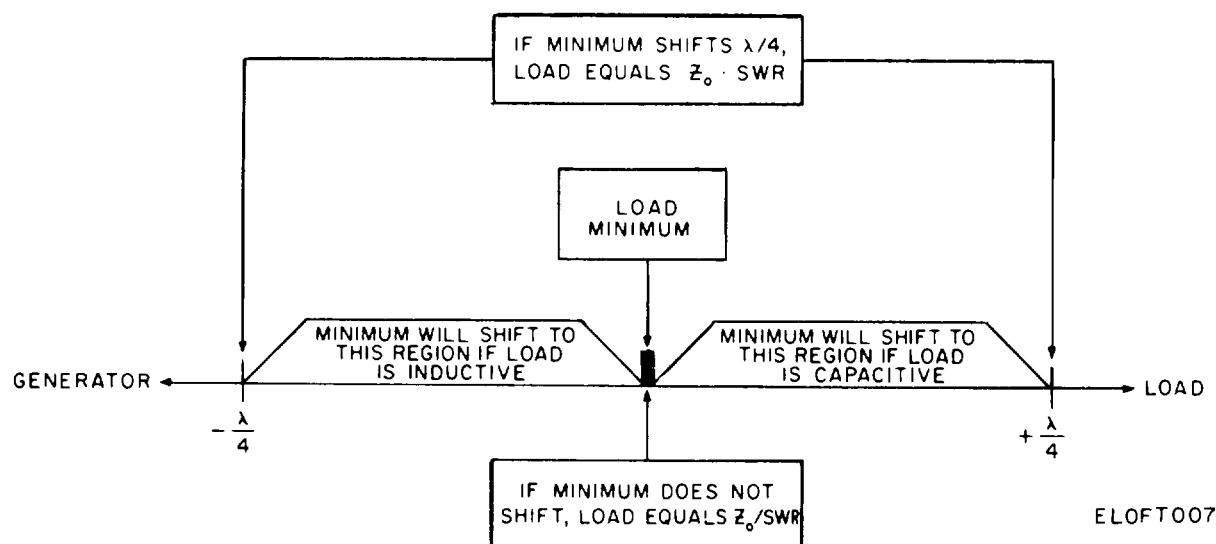 IF MINIMUM SHIFTS λ/4,
LOAD EQUALS Z₀ · SWR
LOAD
MINIMUM
MINIMUM WILL SHIFT TO
THIS REGION IF LOAD
IS INDUCTIVE
MINIMUM WILL SHIFT TO
THIS REGION IF LOAD
IS CAPACITIVE
GENERATOR
LOAD
- λ/4
+ λ/4
IF MINIMUM DOES NOT
SHIFT, LOAD EQUALS Z₀/SWR
ELOFT007